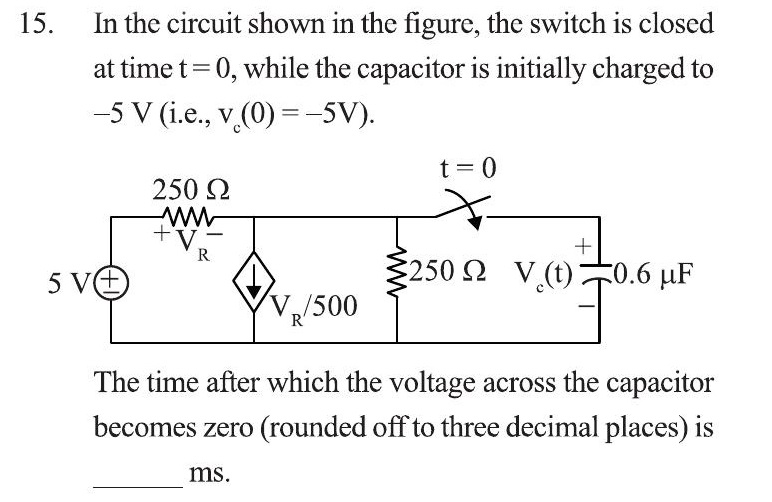 15. In the circuit shown in the figure, the switch is closed
at time t = 0, while the capacitor is initially charged to
–5 V (i.e., v_c(0) = –5V).
t = 0
250 Ω
+ V_R –
5 V
+
–
V_R/500
250 Ω
V_c(t)
+
–
0.6 μF
The time after which the voltage across the capacitor
becomes zero (rounded off to three decimal places) is
________ ms.